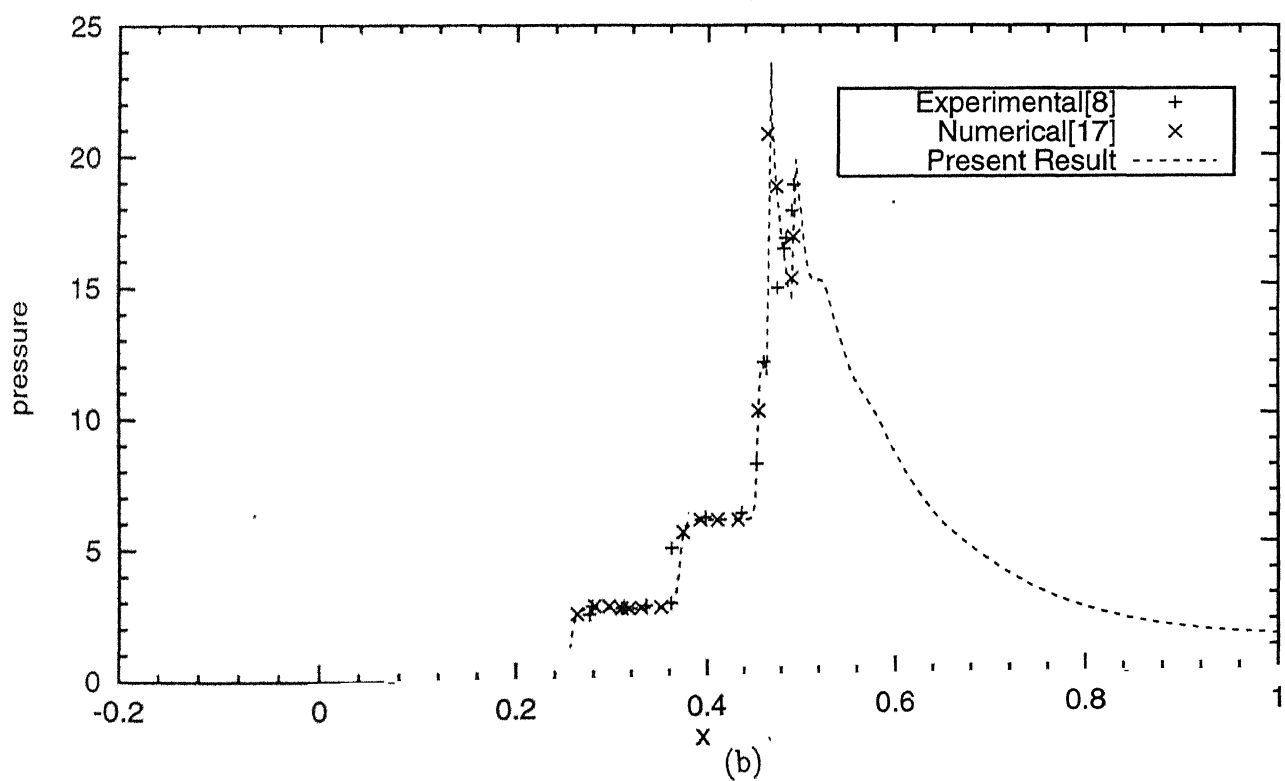 25
20
15
10
5
0
pressure
Experimental[8]
Numerical[17]
Present Result
-0.2 0 0.2 0.4 0.6 0.8 1
x
(b)